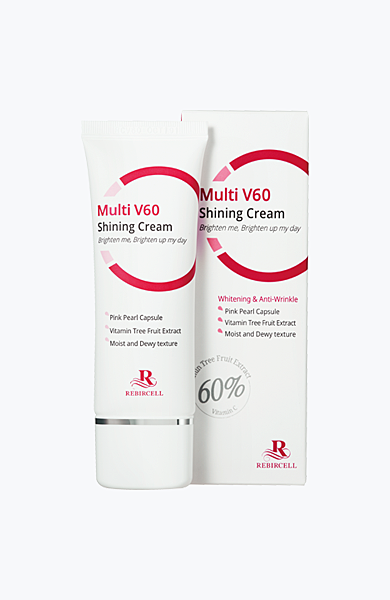 Multi V60
Shining Cream
Brighten me, Brighten up my day
Pink Pearl Capsule
Vitamin Tree Fruit Extract
Moist and Dewy texture
R
REBIRCELL
Multi V60
Shining Cream
Brighten me, Brighten up my day
Whitening & Anti-Wrinkle
Pink Pearl Capsule
Vitamin Tree Fruit Extract
Moist and Dewy texture
Tree Fruit Extract
60%
Vitamin C
R
REBIRCELL